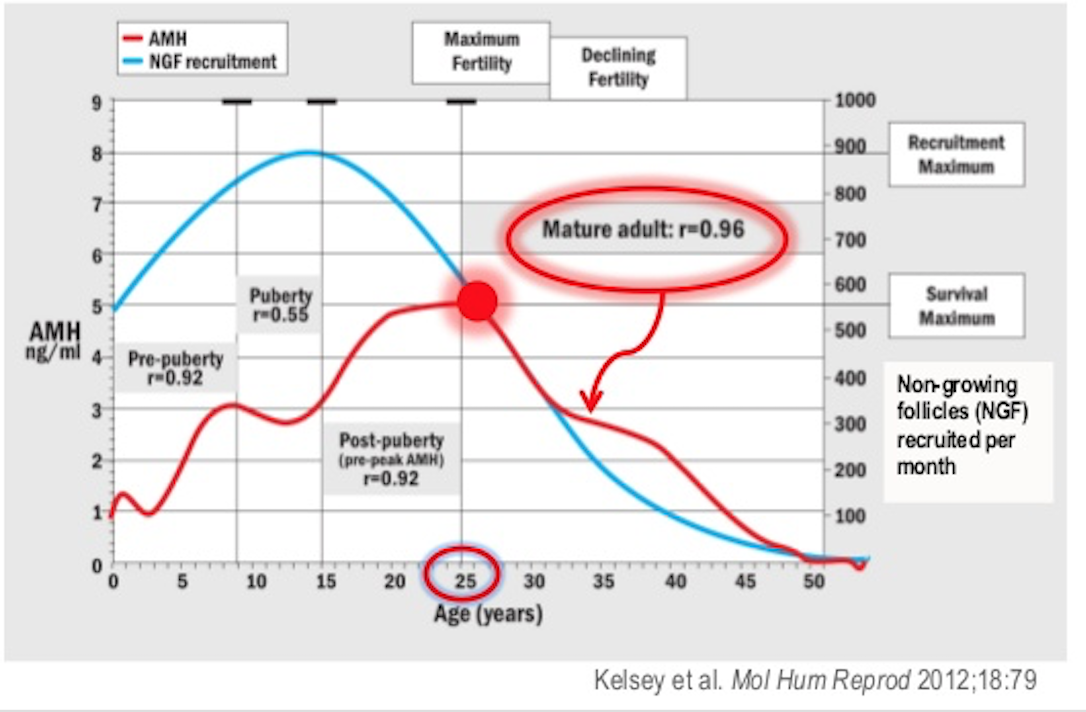 AMH
NGF recruitment
Maximum
Fertility
Declining
Fertility
9
8
7
6
5
4
3
2
1
0
AMH
ng/ml
1000
900
800
700
600
500
400
300
200
100
Recruitment
Maximum
Survival
Maximum
Non-growing
follicles (NGF)
recruited per
month
Mature adult: r=0.96
Puberty
r=0.55
Pre-puberty
r=0.92
Post-puberty
(pre-peak AMH)
r=0.92
0 5 10 15 20 25 30 35 40 45 50
Age (years)
Kelsey et al. Mol Hum Reprod 2012;18:79